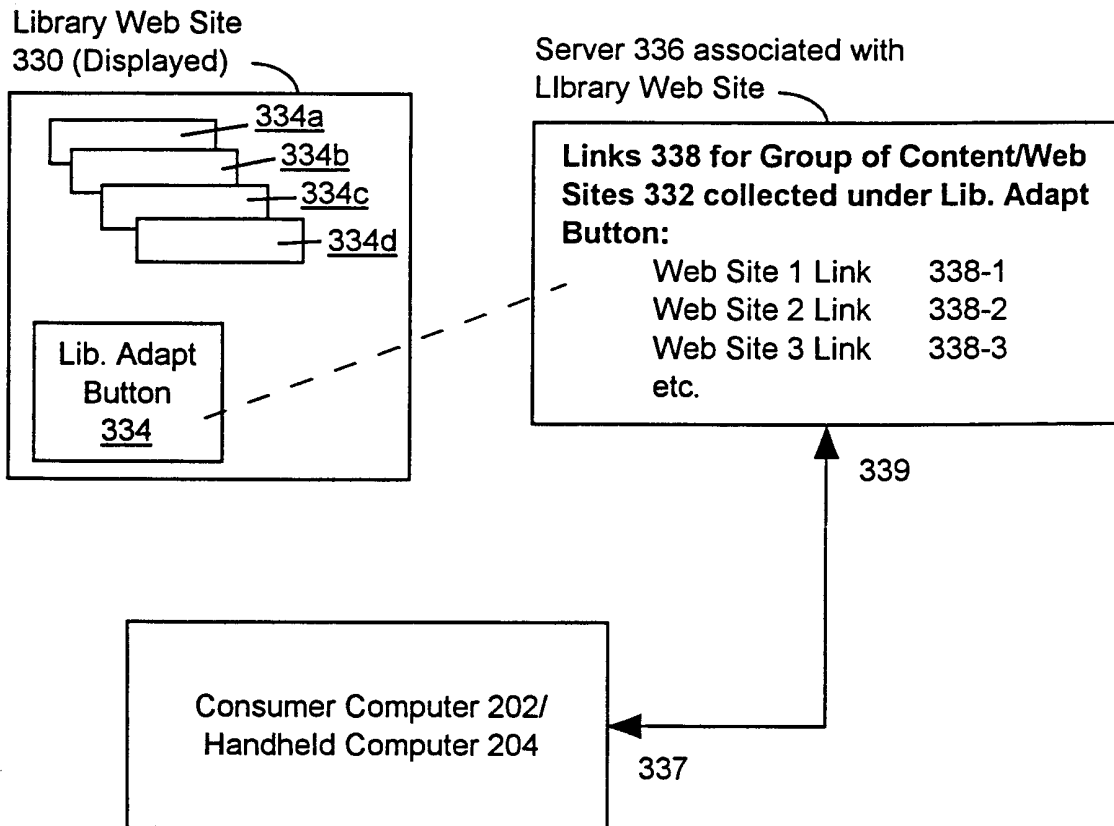 Library Web Site
330 (Displayed)
334a
334b
334c
334d
Lib. Adapt
Button
334
Server 336 associated with
LIbrary Web Site
Links 338 for Group of Content/Web
Sites 332 collected under Lib. Adapt
Button:
Web Site 1 Link 338-1
Web Site 2 Link 338-2
Web Site 3 Link 338-3
etc.
339
Consumer Computer 202/
Handheld Computer 204
337